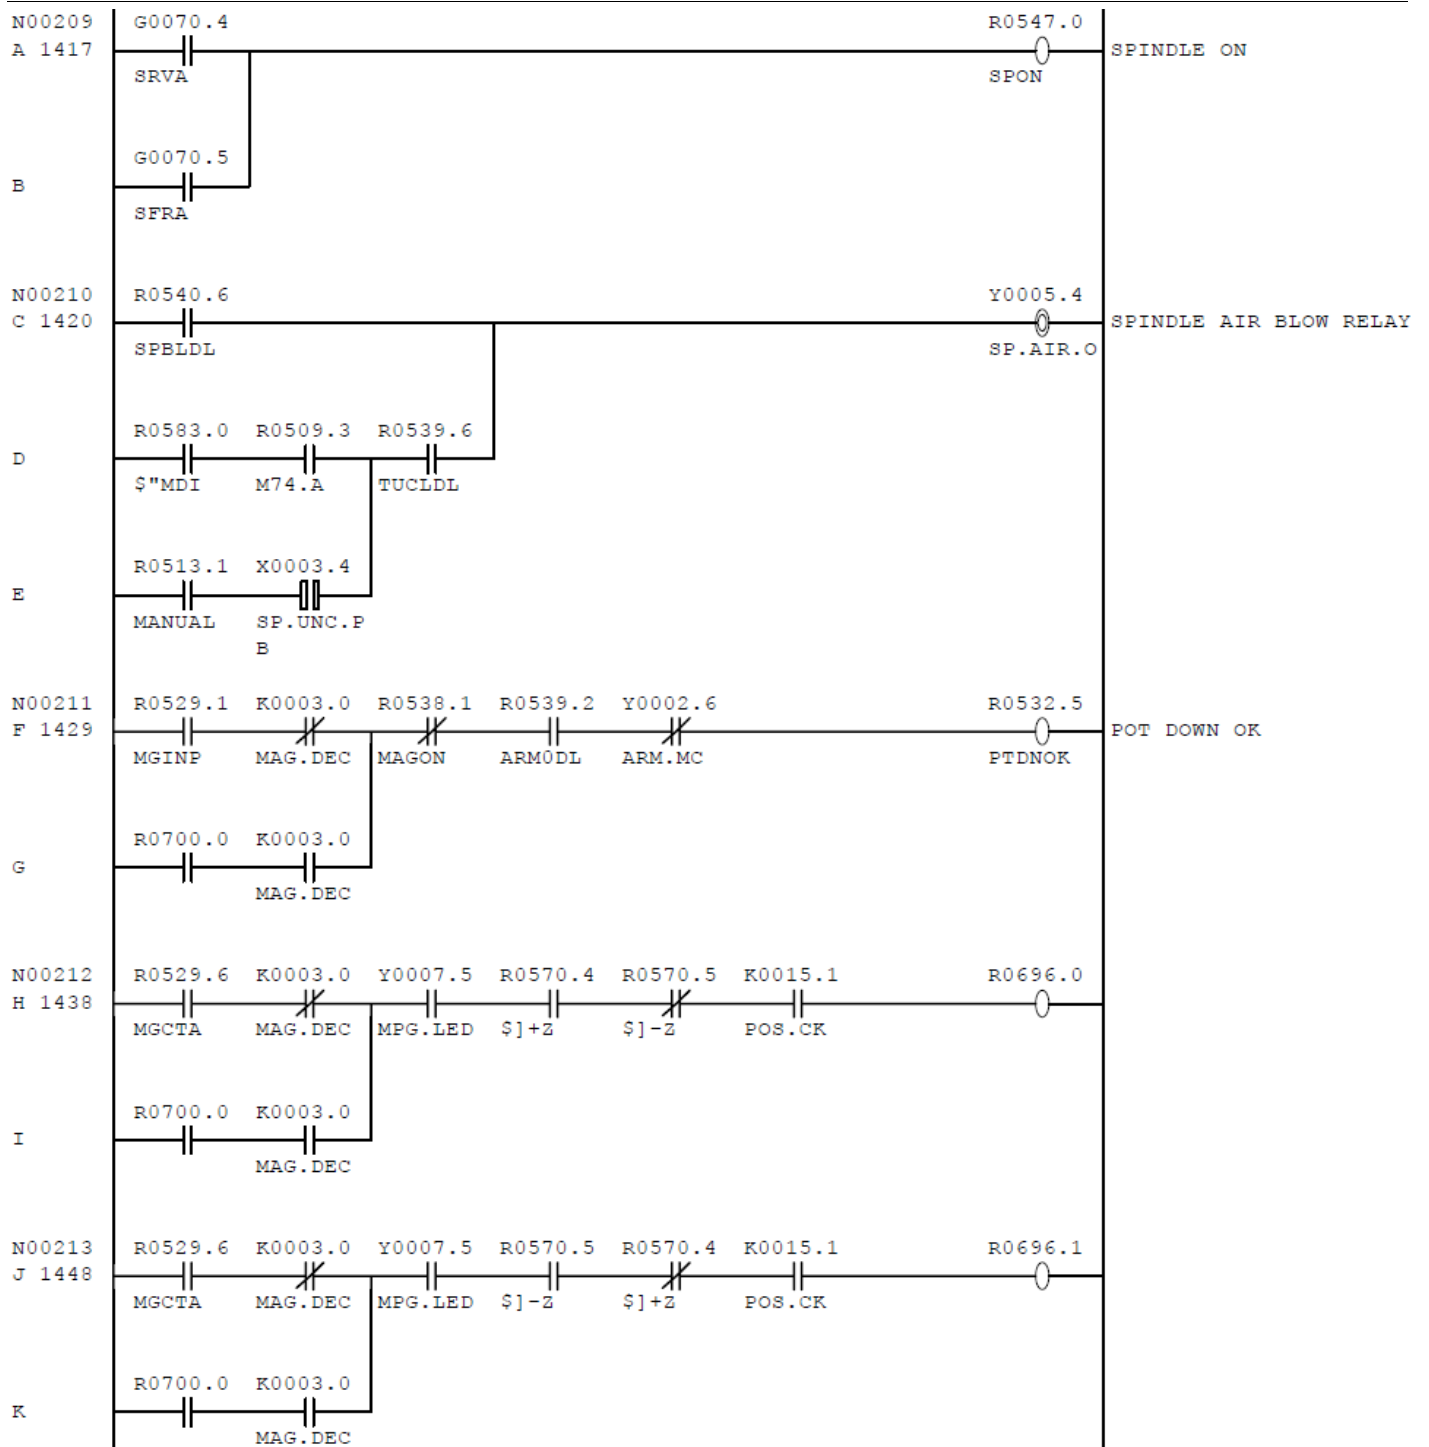 N00209 G0070.4 R0547.0
A 1417 SPINDLE ON
SRVA SPON
G0070.5
B
SFRA
N00210 R0540.6 Y0005.4
C 1420 SPINDLE AIR BLOW RELAY
SPBLDL SP.AIR.O
R0583.0 R0509.3 R0539.6
D
$"MDI M74.A TUCLDL
R0513.1 X0003.4
E
MANUAL SP.UNC.P
B
N00211 R0529.1 K0003.0 R0538.1 R0539.2 Y0002.6 R0532.5
F 1429 POT DOWN OK
MGINP MAG.DEC MAGON ARM0DL ARM.MC PTDNOK
R0700.0 K0003.0
G
MAG.DEC
N00212 R0529.6 K0003.0 Y0007.5 R0570.4 R0570.5 K0015.1 R0696.0
H 1438
MGCTA MAG.DEC MPG.LED $]+Z $]-Z POS.CK
R0700.0 K0003.0
I
MAG.DEC
N00213 R0529.6 K0003.0 Y0007.5 R0570.5 R0570.4 K0015.1 R0696.1
J 1448
MGCTA MAG.DEC MPG.LED $]-Z $]+Z POS.CK
R0700.0 K0003.0
K
MAG.DEC